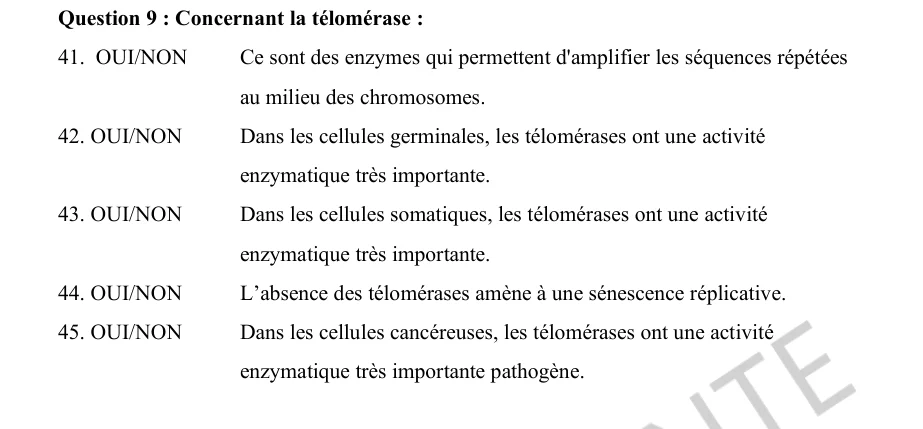 Question 9 : Concernant la télomérase :
41. OUI/NON Ce sont des enzymes qui permettent d'amplifier les séquences répétées
au milieu des chromosomes.
42. OUI/NON Dans les cellules germinales, les télomérases ont une activité
enzymatique très importante.
43. OUI/NON Dans les cellules somatiques, les télomérases ont une activité
enzymatique très importante.
44. OUI/NON L’absence des télomérases amène à une sénescence réplicative.
45. OUI/NON Dans les cellules cancéreuses, les télomérases ont une activité
enzymatique très importante pathogène.